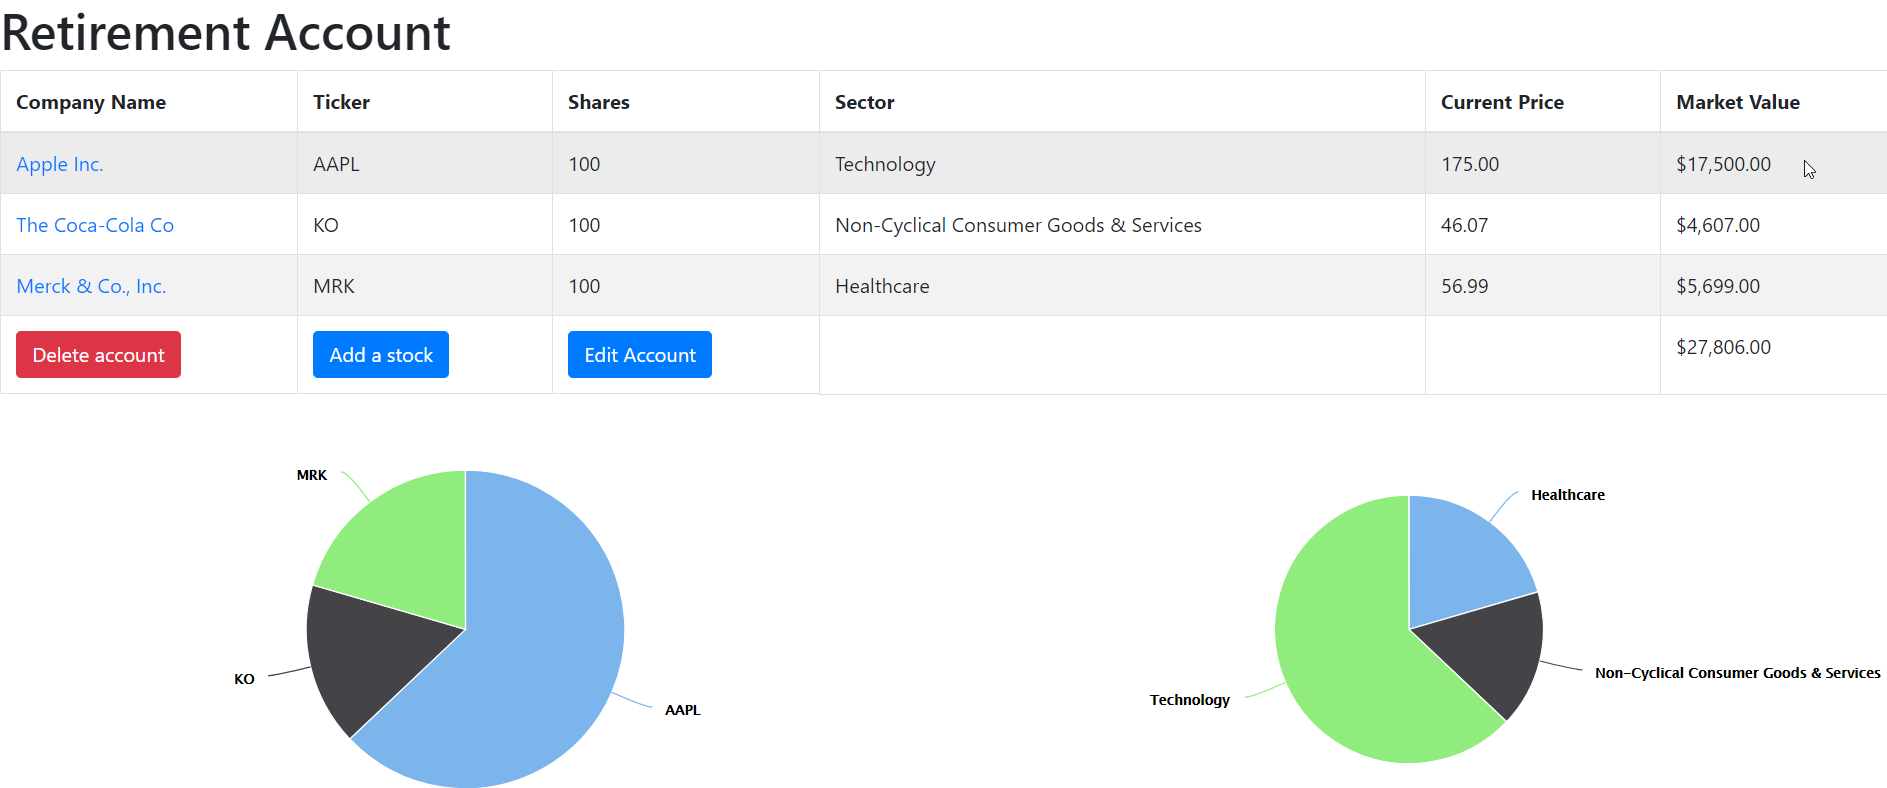 Retirement Account
Company Name Ticker Shares Sector Current Price Market Value
Apple Inc. AAPL 100 Technology 175.00 $17,500.00
The Coca-Cola Co KO 100 Non-Cyclical Consumer Goods & Services 46.07 $4,607.00
Merck & Co., Inc. MRK 100 Healthcare 56.99 $5,699.00
Delete account Add a stock Edit Account $27,806.00
MRK
KO
AAPL
Healthcare
Non-Cyclical Consumer Goods & Services
Technology